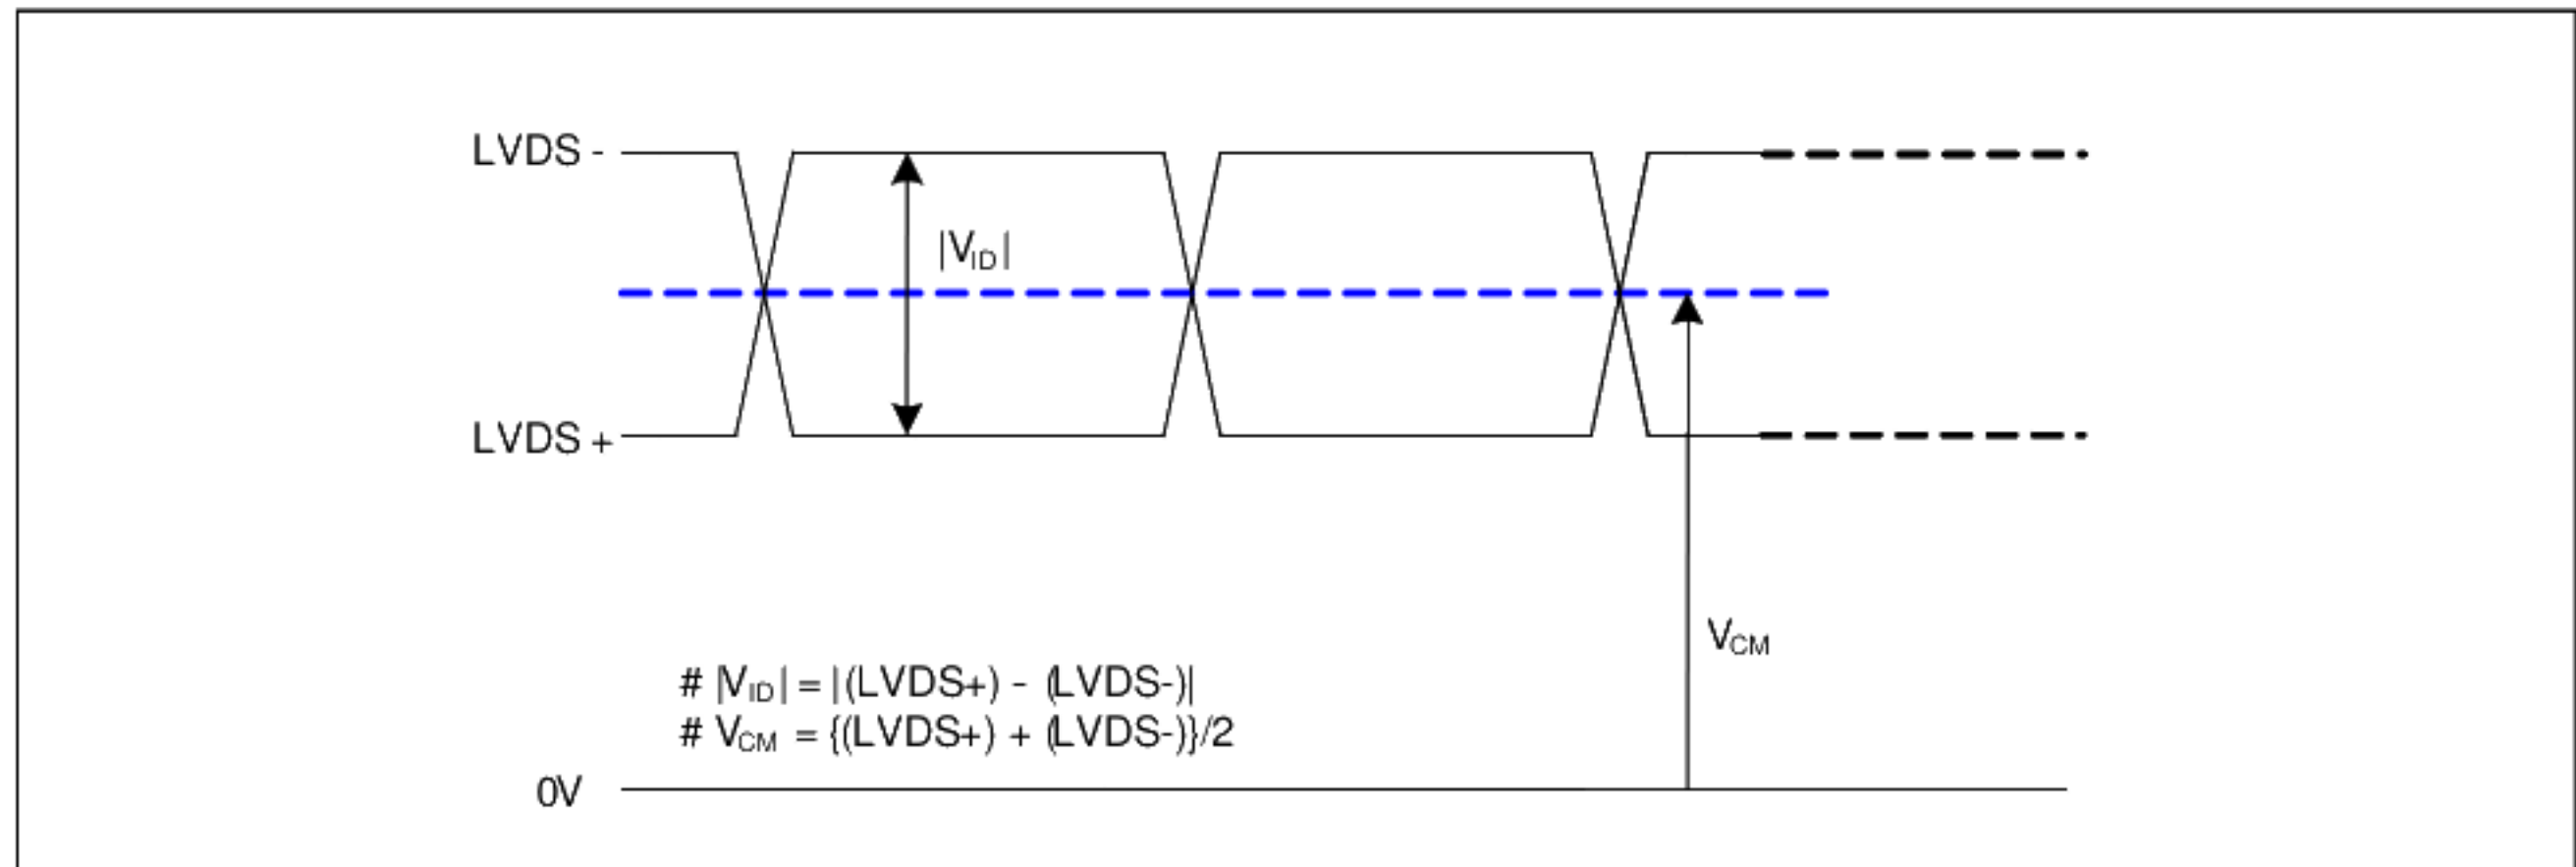 LVDS -
|VID|
LVDS +
VCM
# |VID| = |(LVDS+) - (LVDS-)|
# VCM = {(LVDS+) + (LVDS-)}/2
0V